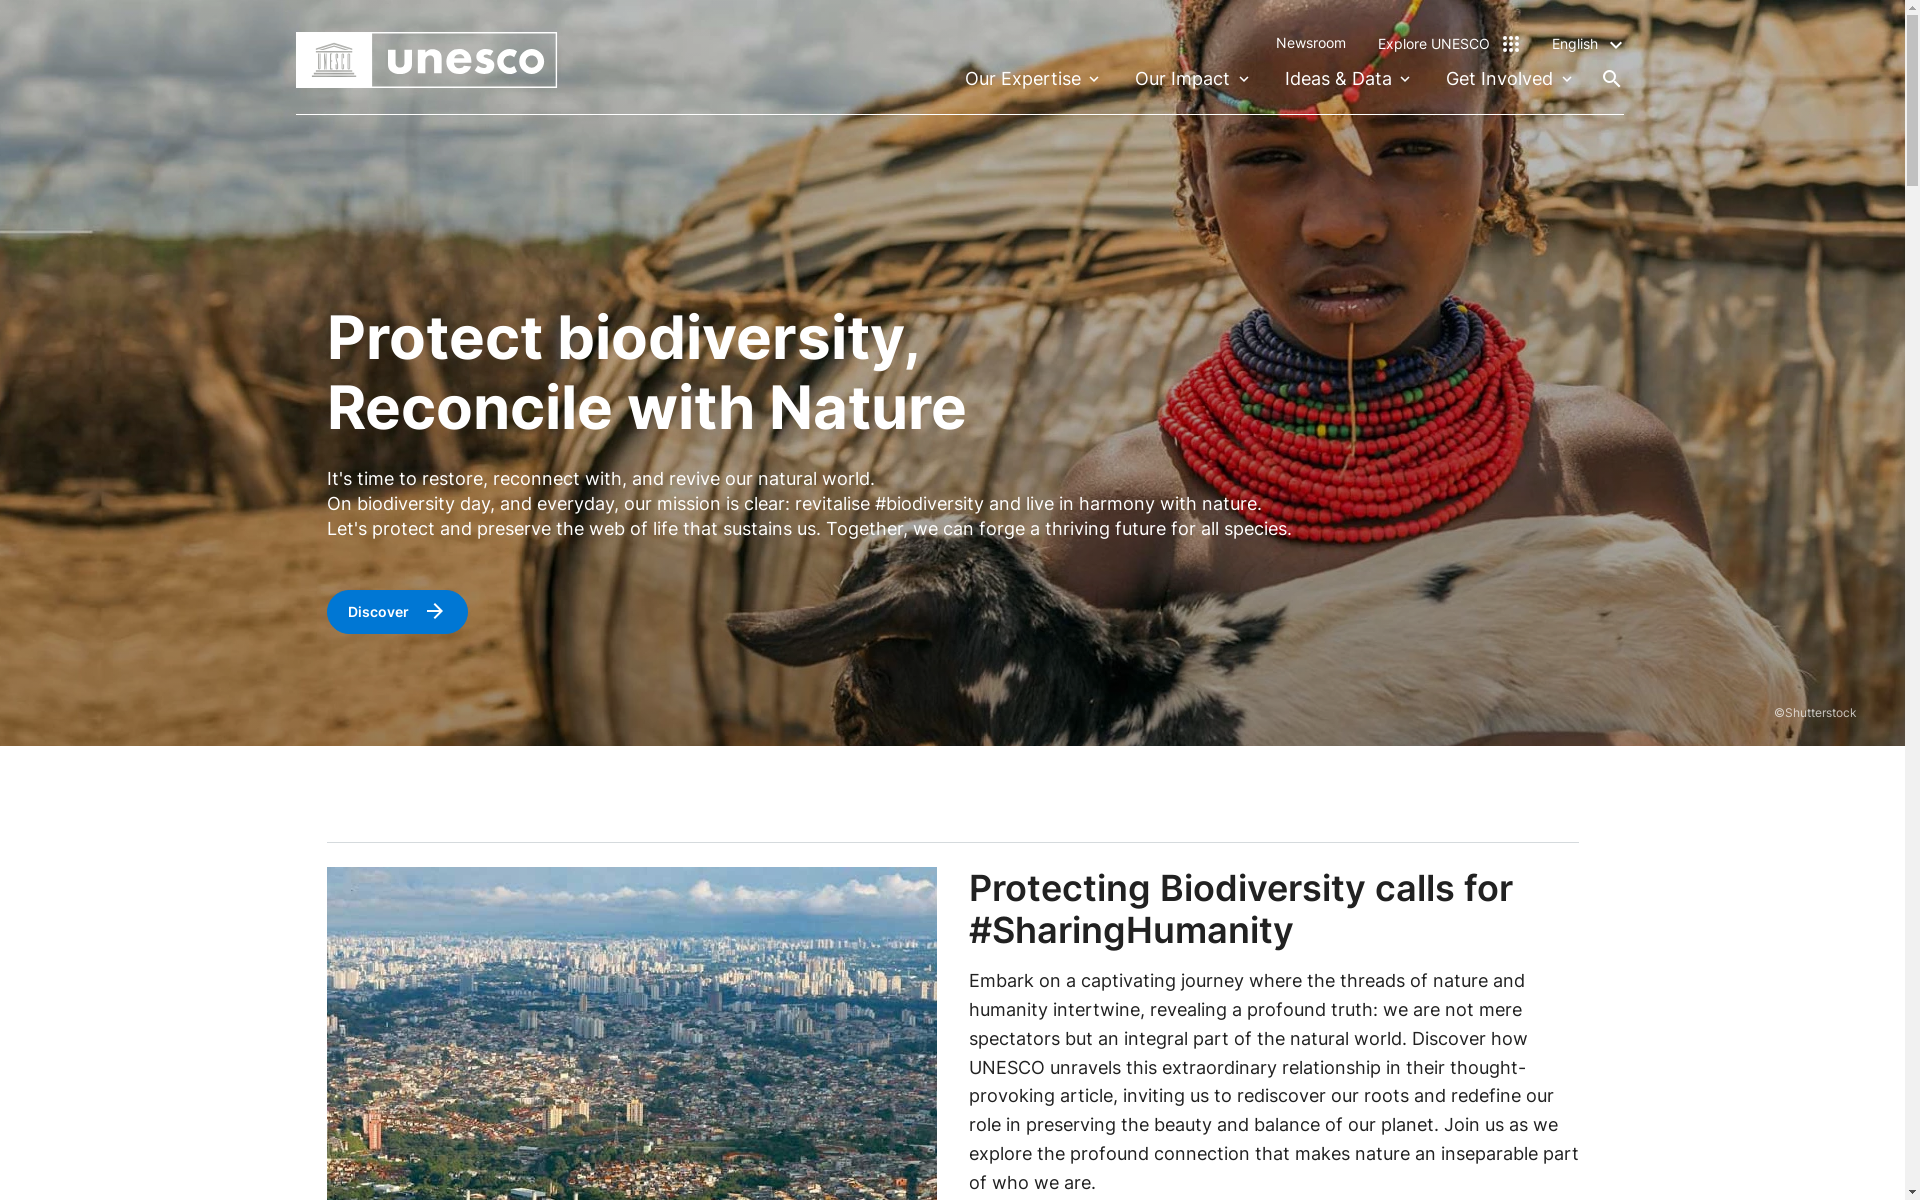 unesco
Newsroom
Explore UNESCO
English
Our Expertise
Our Impact
Ideas & Data
Get Involved
Protect biodiversity,
Reconcile with Nature
It's time to restore, reconnect with, and revive our natural world.
On biodiversity day, and everyday, our mission is clear: revitalise #biodiversity and live in harmony with nature.
Let's protect and preserve the web of life that sustains us. Together, we can forge a thriving future for all species.
Discover
©Shutterstock
Protecting Biodiversity calls for
#SharingHumanity
Embark on a captivating journey where the threads of nature and
humanity intertwine, revealing a profound truth: we are not mere
spectators but an integral part of the natural world. Discover how
UNESCO unravels this extraordinary relationship in their thought-
provoking article, inviting us to rediscover our roots and redefine our
role in preserving the beauty and balance of our planet. Join us as we
explore the profound connection that makes nature an inseparable part
of who we are.